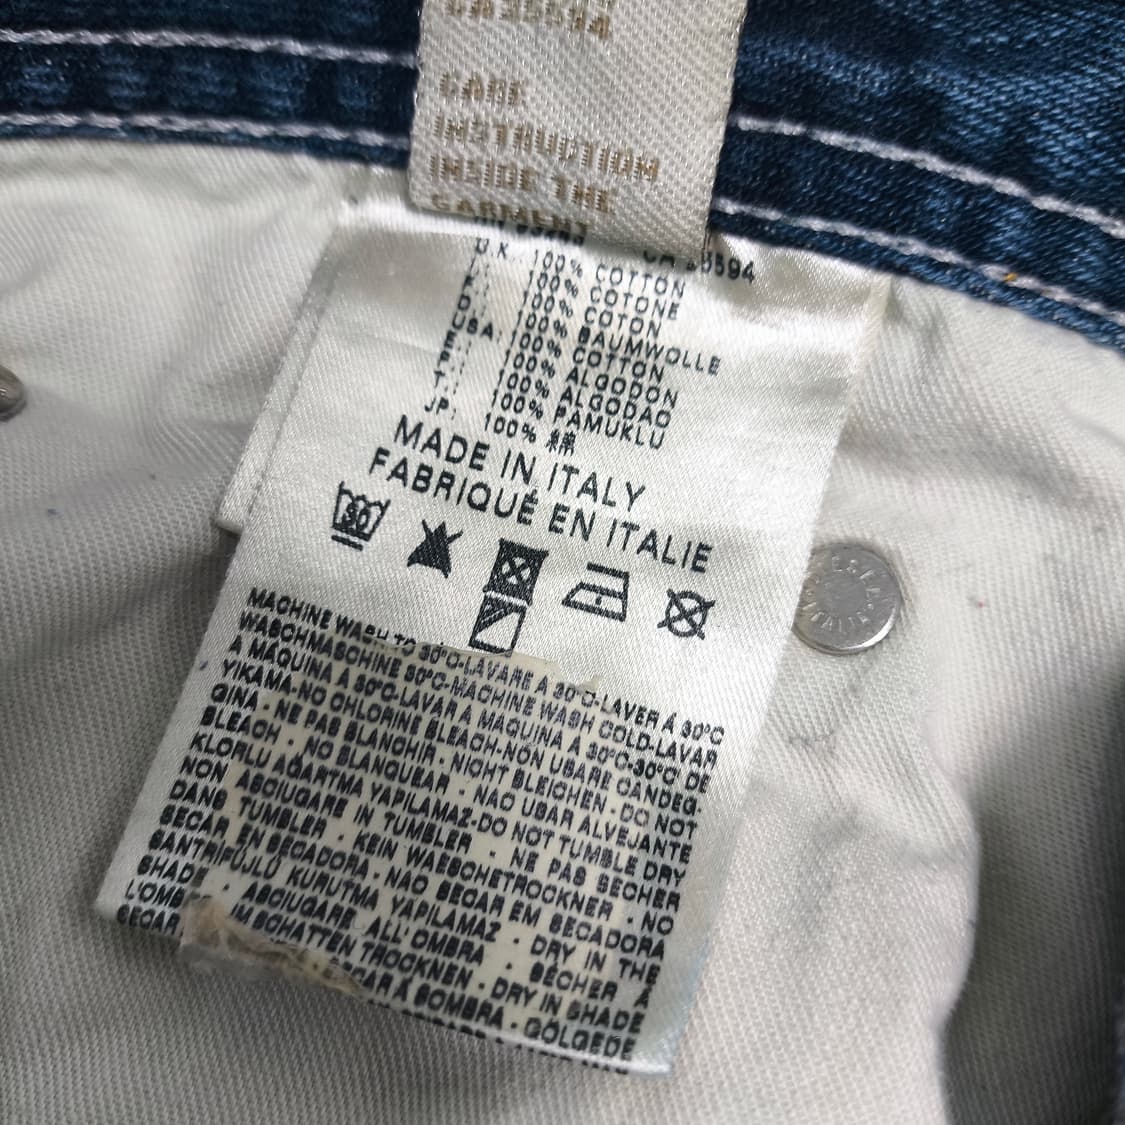 CARE
INSTRUCTION
INSIDE THE
GARMENT
U.K. 100% COTTON
100% COTONE
F. 100% COTON
D. 100% BAUMWOLLE
USA. 100% COTTON
E. 100% ALGODON
P. 100% ALGODAO
T. 100% PAMUKLU
JP. 100% 綿
MADE IN ITALY
FABRIQUÉ EN ITALIE
30
MACHINE WASH TO 30°C-LAVARE A 30°C-LAVER Á 30°C
WASCHMASCHINE 30°C-MACHINE WASH COLD-LAVAR
A MÁQUINA Á 30°C-LAVAR A MAQUINA Á 30°C-30°C DE
YIKAMA-NO CHLORINE BLEACH-NON USARE CANDEG-
GINA - NE PAS BLANCHIR - NICHT BLEICHEN - DO NOT
BLEACH - NO BLANQUEAR - NAO USAR ALVEJANTE
KLORLU AĞARTMA YAPILAMAZ-DO NOT TUMBLE DRY
NON ASCIUGARE IN TUMBLER - NE PAS SÉCHER
DANS TUMBLER - KEIN WAESCHETROCKNER - NO
SECAR EN SECADORA - NAO SECAR EM SECADORA
SANTRIFÜJLÜ KURUTMA YAPILAMAZ - DRY IN THE
SHADE - ASCIUGARE ALL'OMBRA - SÉCHER Á
L'OMBRE IM SCHATTEN TROCKNEN - DRY IN SHADE
SECAR Á SOMBRA - GÖLGEDE